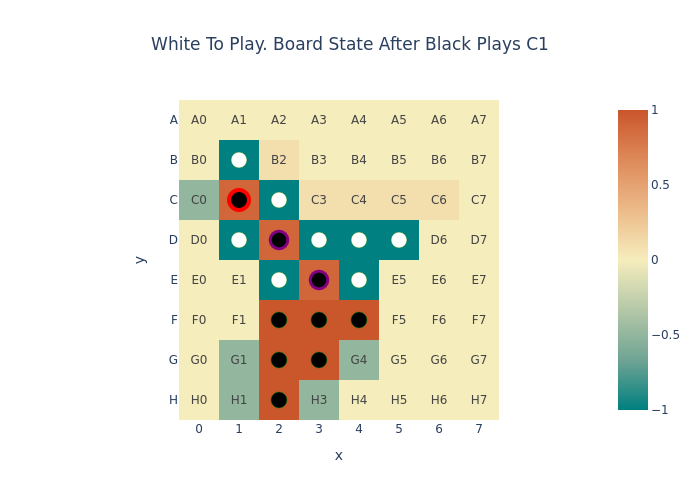 White To Play. Board State After Black Plays C1
A A0 A1 A2 A3 A4 A5 A6 A7
B B0 B2 B3 B4 B5 B6 B7
C C0 C3 C4 C5 C6 C7
D D0 D6 D7
E E0 E1 E5 E6 E7
F F0 F1 F5 F6 F7
G G0 G1 G4 G5 G6 G7
H H0 H1 H3 H4 H5 H6 H7
0 1 2 3 4 5 6 7
x
y
1
0.5
0
−0.5
−1